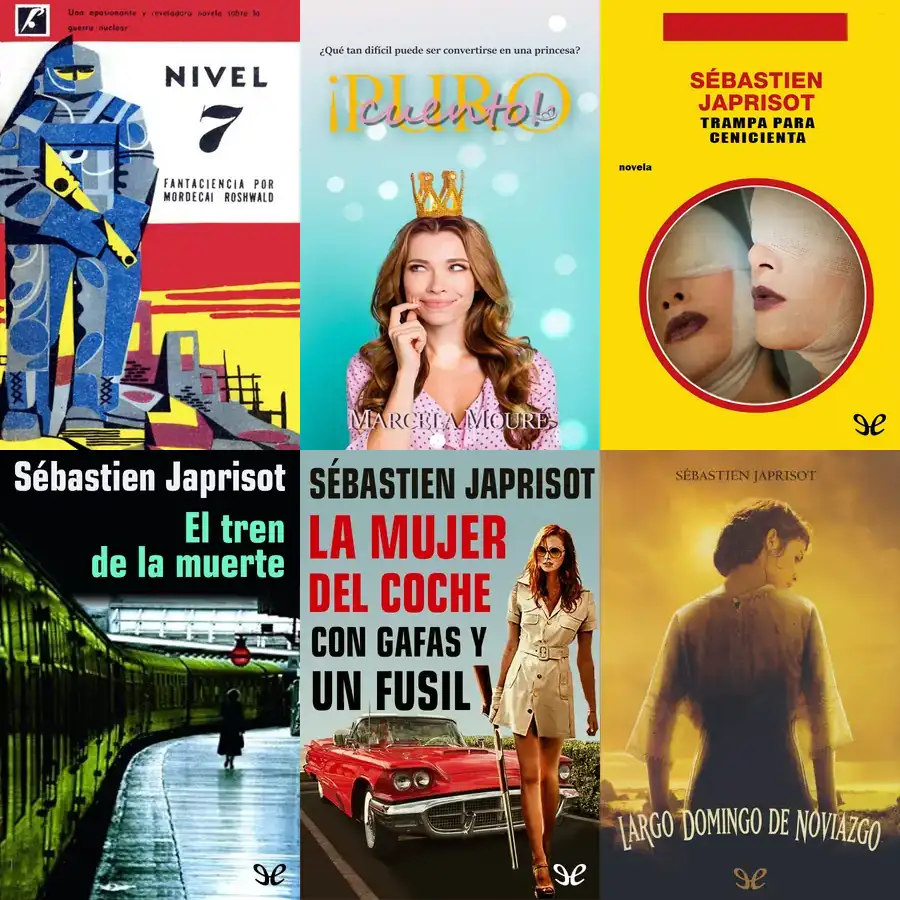 Una apasionante y reveladora novela sobre la
guerra nuclear
NIVEL
7
FANTACIENCIA POR
MORDECAI ROSHWALD
¿Qué tan difícil puede ser convertirse en una princesa?
¡PURO
cuento!
MARCELA MOURE
SÉBASTIEN
JAPRISOT
TRAMPA PARA
CENICIENTA
novela
Sébastien Japrisot
El tren
de la muerte
SÉBASTIEN JAPRISOT
LA MUJER
DEL COCHE
CON GAFAS Y
UN FUSIL
SÉBASTIEN JAPRISOT
LARGO DOMINGO DE NOVIAZGO